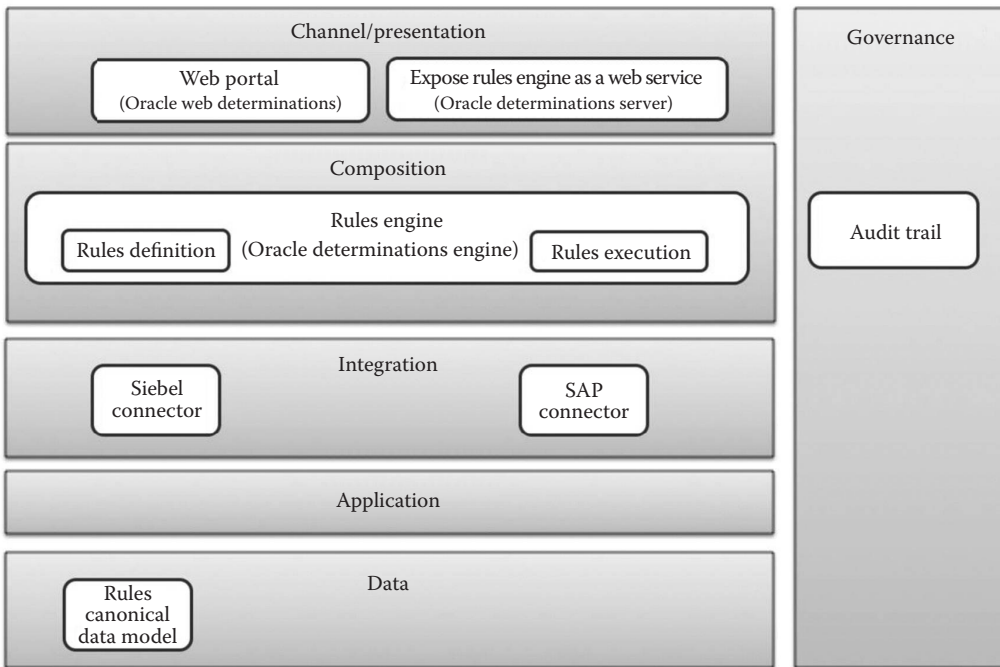 Channel/presentation
Web portal
(Oracle web determinations)
Expose rules engine as a web service
(Oracle determinations server)
Composition
Rules engine
Rules definition
(Oracle determinations engine)
Rules execution
Integration
Siebel
connector
SAP
connector
Application
Data
Rules
canonical
data model
Governance
Audit trail